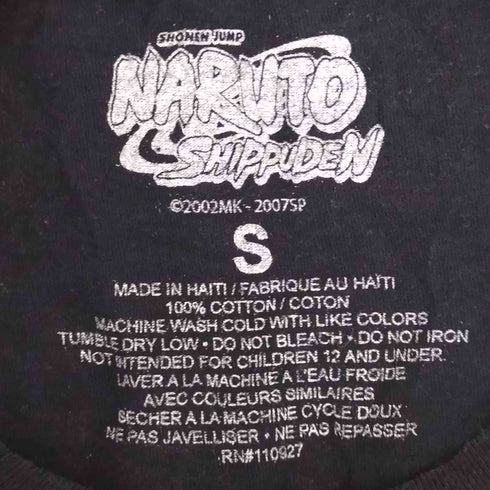 SHONEN JUMP
NARUTO
SHIPPUDEN
©2002MK - 2007SP
S
MADE IN HAITI / FABRIQUE AU HAÏTI
100% COTTON / COTON
MACHINE WASH COLD WITH LIKE COLORS
TUMBLE DRY LOW • DO NOT BLEACH • DO NOT IRON
NOT INTENDED FOR CHILDREN 12 AND UNDER.
LAVER A LA MACHINE A L'EAU FROIDE
AVEC COULEURS SIMILAIRES
SECHER A LA MACHINE CYCLE DOUX
NE PAS JAVELLISER • NE PAS REPASSER
RN#110927